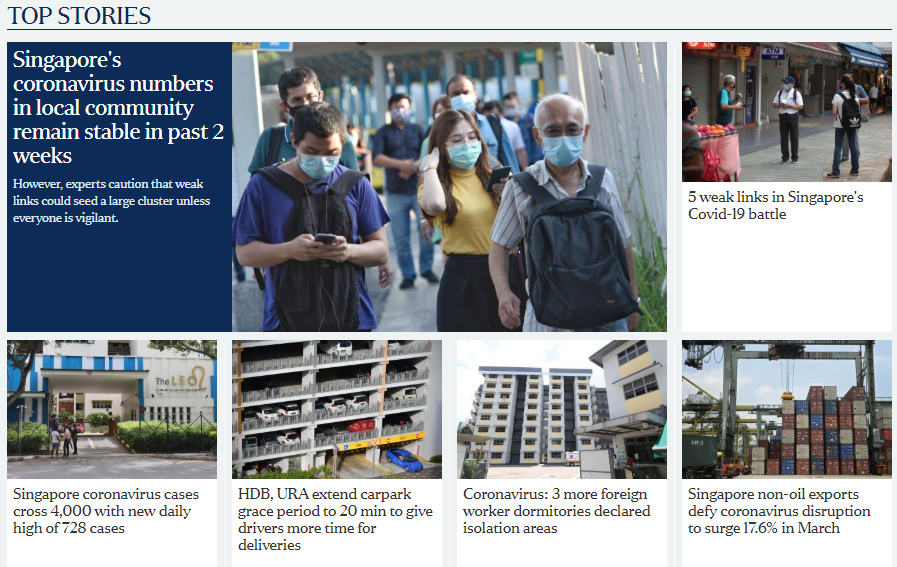 TOP STORIES
Singapore's
coronavirus numbers
in local community
remain stable in past 2
weeks
However, experts caution that weak
links could seed a large cluster unless
everyone is vigilant.
ATM
ATM
5 weak links in Singapore's
Covid-19 battle
The LEO
Singapore coronavirus cases
cross 4,000 with new daily
high of 728 cases
HDB, URA extend carpark
grace period to 20 min to give
drivers more time for
deliveries
Coronavirus: 3 more foreign
worker dormitories declared
isolation areas
Singapore non-oil exports
defy coronavirus disruption
to surge 17.6% in March